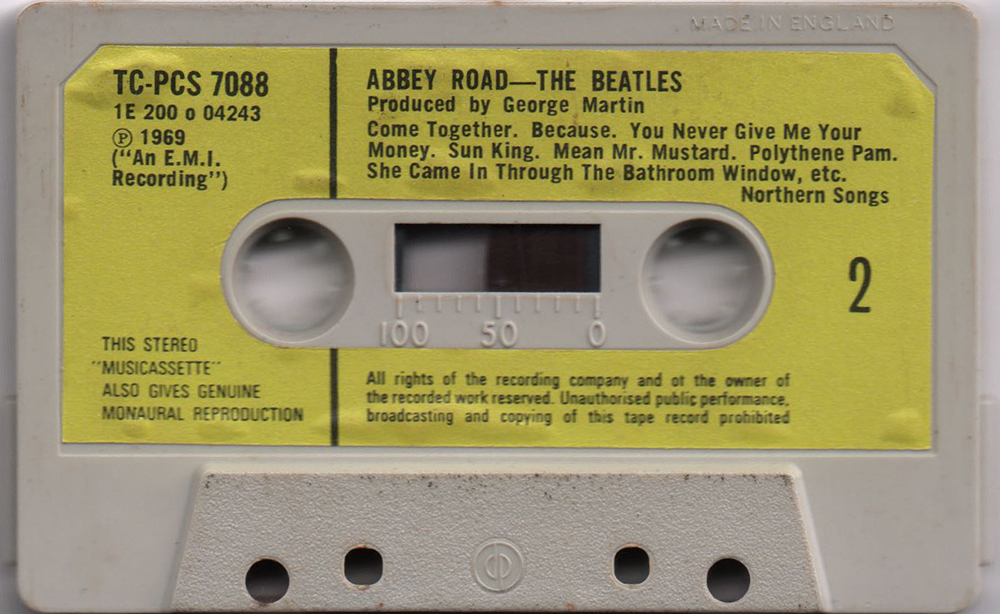 MADE IN ENGLAND
TC-PCS 7088
1E 200 o 04243
Ⓟ 1969
("An E.M.I.
Recording")
ABBEY ROAD—THE BEATLES
Produced by George Martin
Come Together. Because. You Never Give Me Your
Money. Sun King. Mean Mr. Mustard. Polythene Pam.
She Came In Through The Bathroom Window, etc.
Northern Songs
2
100 50 0
THIS STEREO
"MUSICASSETTE"
ALSO GIVES GENUINE
MONAURAL REPRODUCTION
All rights of the recording company and ot the owner of
the recorded work reserved. Unauthorised public performance,
broadcasting and copying of this tape record prohibited